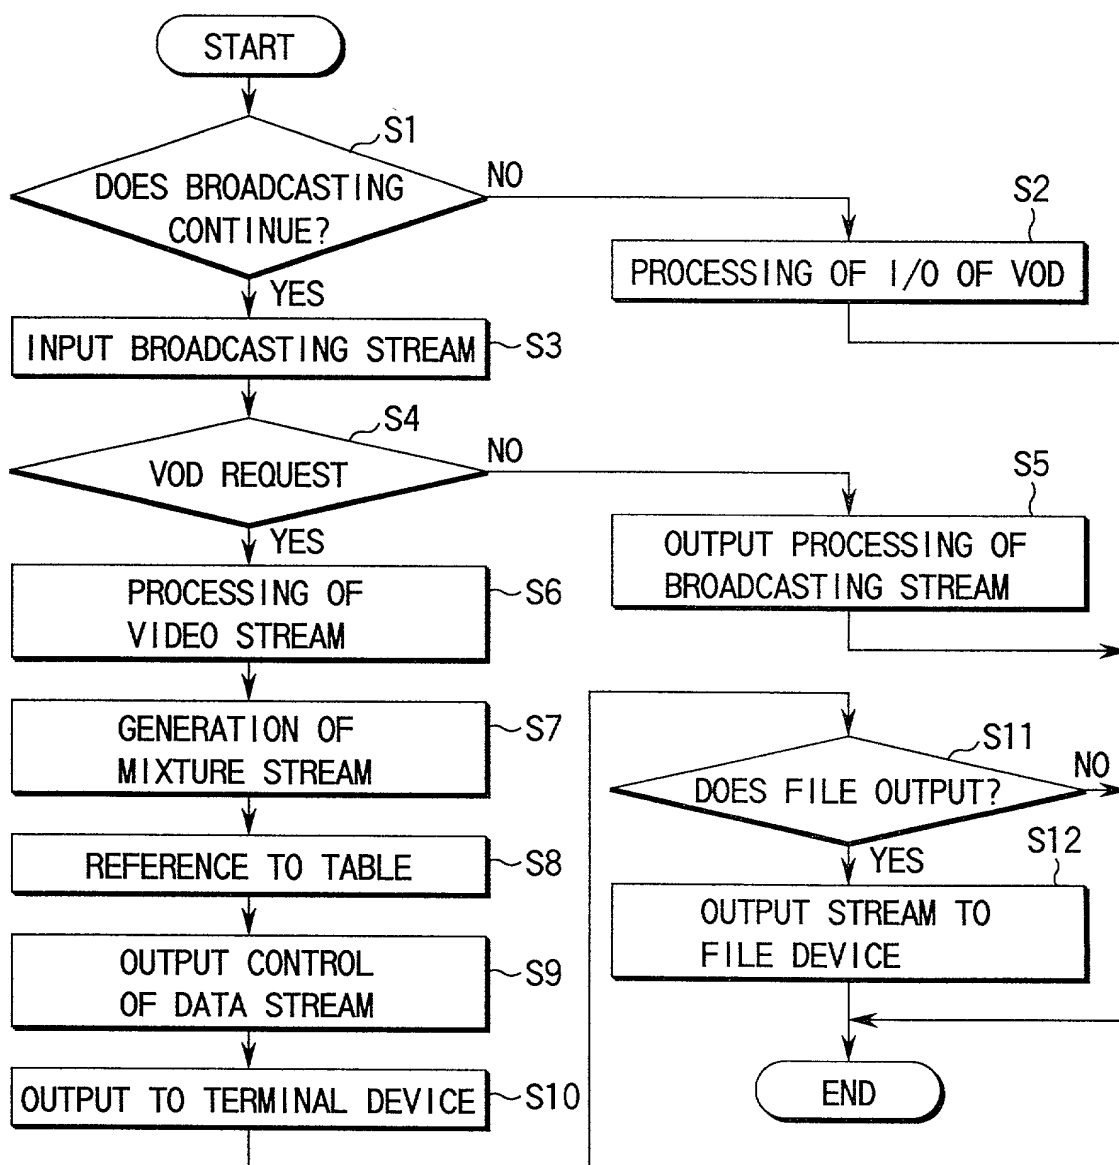 START
S1
DOES BROADCASTING
CONTINUE?
NO
YES
S2
PROCESSING OF I/O OF VOD
INPUT BROADCASTING STREAM
S3
S4
VOD REQUEST
NO
YES
S5
OUTPUT PROCESSING OF
BROADCASTING STREAM
PROCESSING OF
VIDEO STREAM
S6
GENERATION OF
MIXTURE STREAM
S7
REFERENCE TO TABLE
S8
OUTPUT CONTROL
OF DATA STREAM
S9
OUTPUT TO TERMINAL DEVICE
S10
S11
DOES FILE OUTPUT?
NO
YES
S12
OUTPUT STREAM TO
FILE DEVICE
END